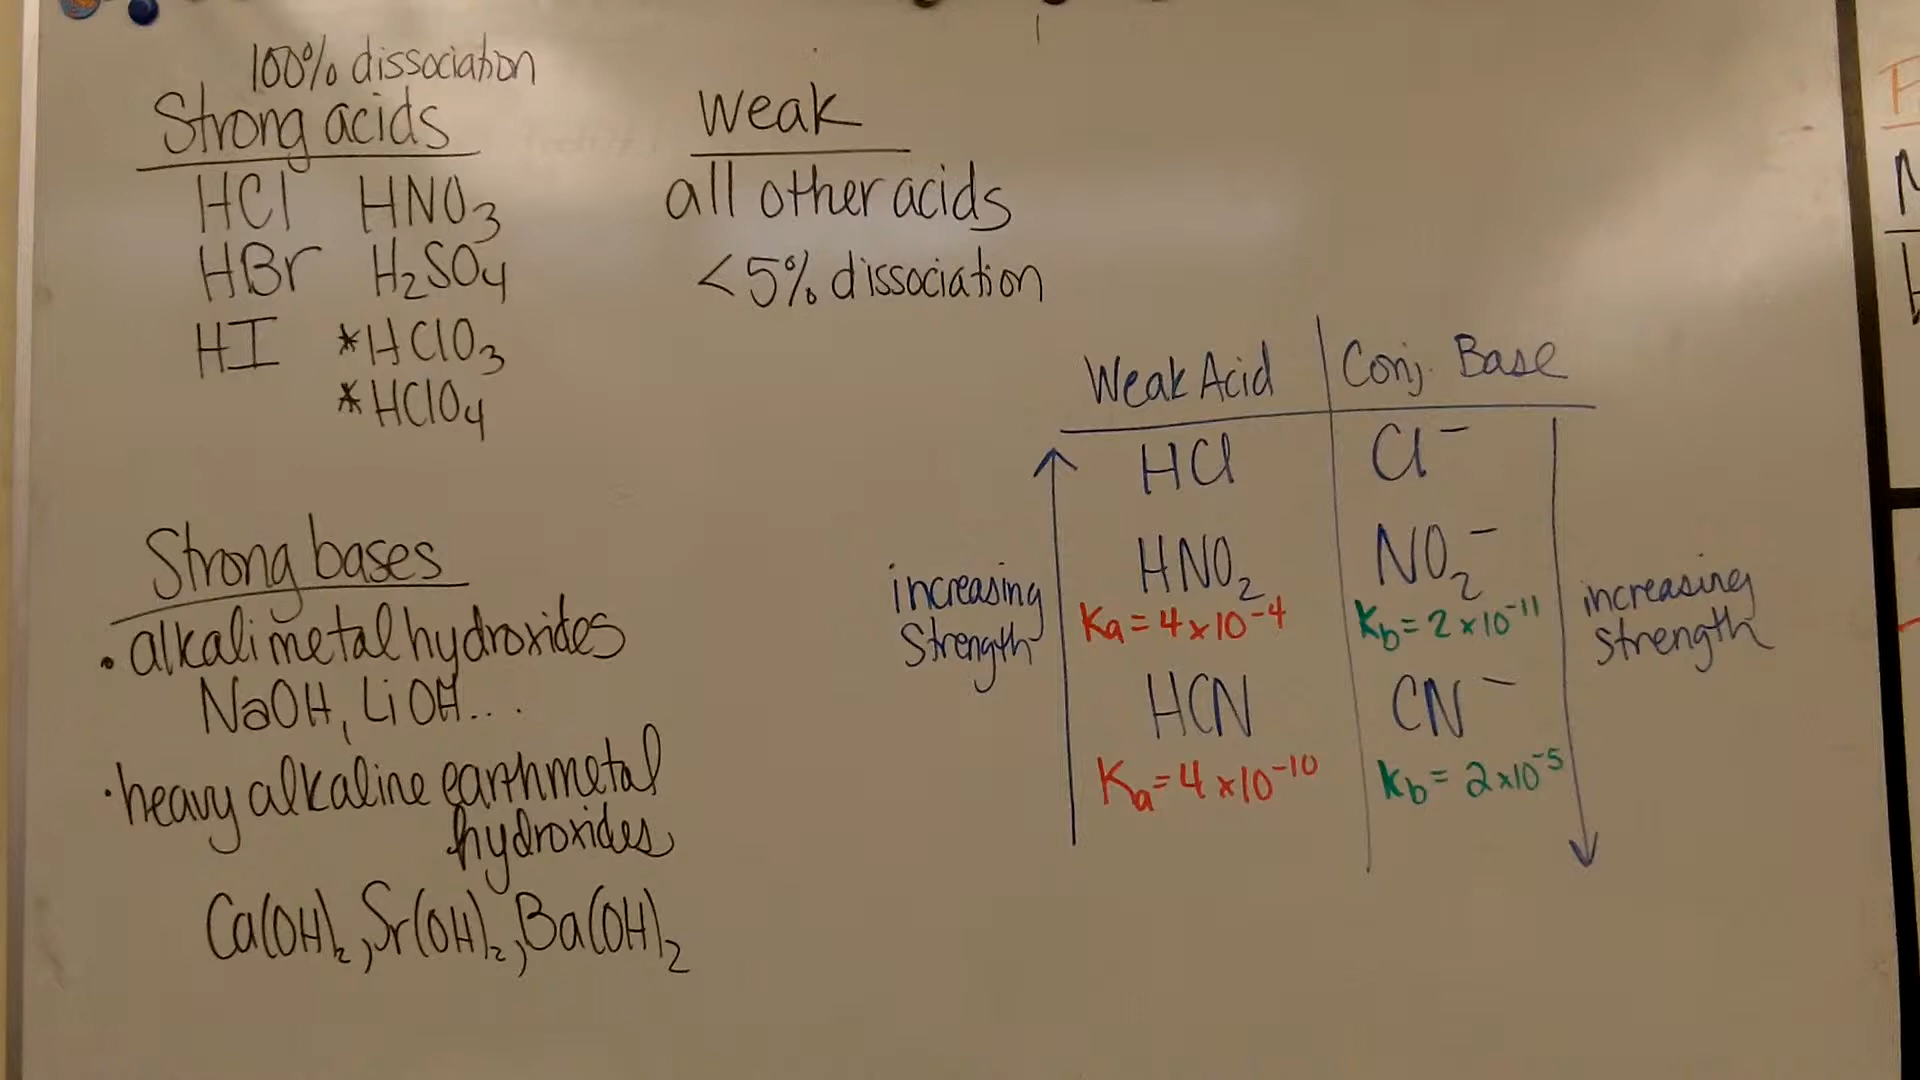 100% dissociation
Strong acids
HCl HNO₃
HBr H₂SO₄
HI *HClO₃
*HClO₄
Weak
all other acids
<5% dissociation
Strong bases
• alkali metal hydroxides
NaOH, LiOH...
• heavy alkaline earth metal
hydroxides
Ca(OH)₂, Sr(OH)₂, Ba(OH)₂
Weak Acid Conj. Base
HCl Cl⁻
HNO₂ NO₂⁻
Ka = 4 x 10⁻⁴ Kb = 2 x 10⁻¹¹
HCN CN⁻
Ka = 4 x 10⁻¹⁰ Kb = 2 x 10⁻⁵
increasing
strength
increasing
strength